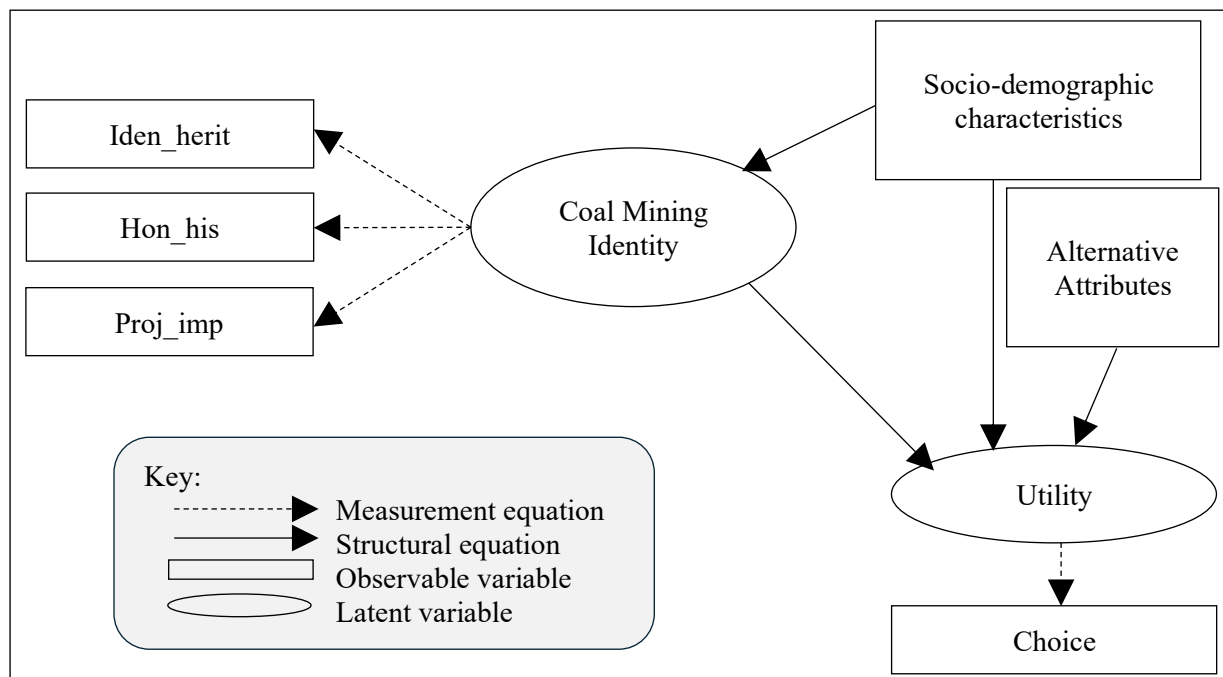 Socio-demographic
characteristics
Iden_herit
Coal Mining
Identity
Hon_his
Alternative
Attributes
Proj_imp
Key:
Measurement equation
Structural equation
Observable variable
Latent variable
Utility
Choice